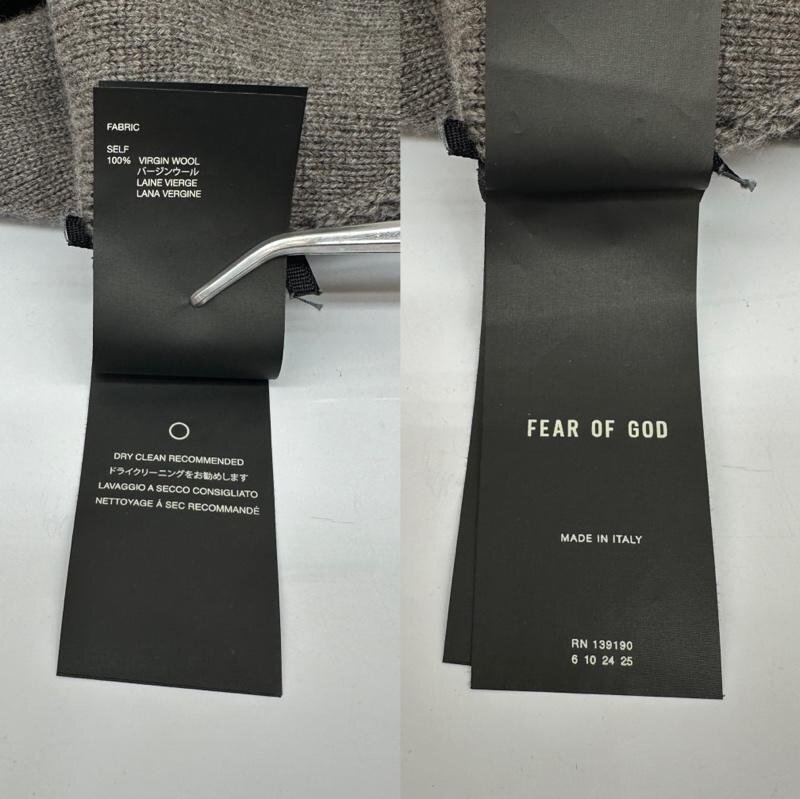 FABRIC
SELF
100% VIRGIN WOOL
バージンウール
LAINE VIERGE
LANA VERGINE
DRY CLEAN RECOMMENDED
ドライクリーニングをお勧めします
LAVAGGIO A SECCO CONSIGLIATO
NETTOYAGE Á SEC RECOMMANDÉ
FEAR OF GOD
MADE IN ITALY
RN 139190
6 10 24 25